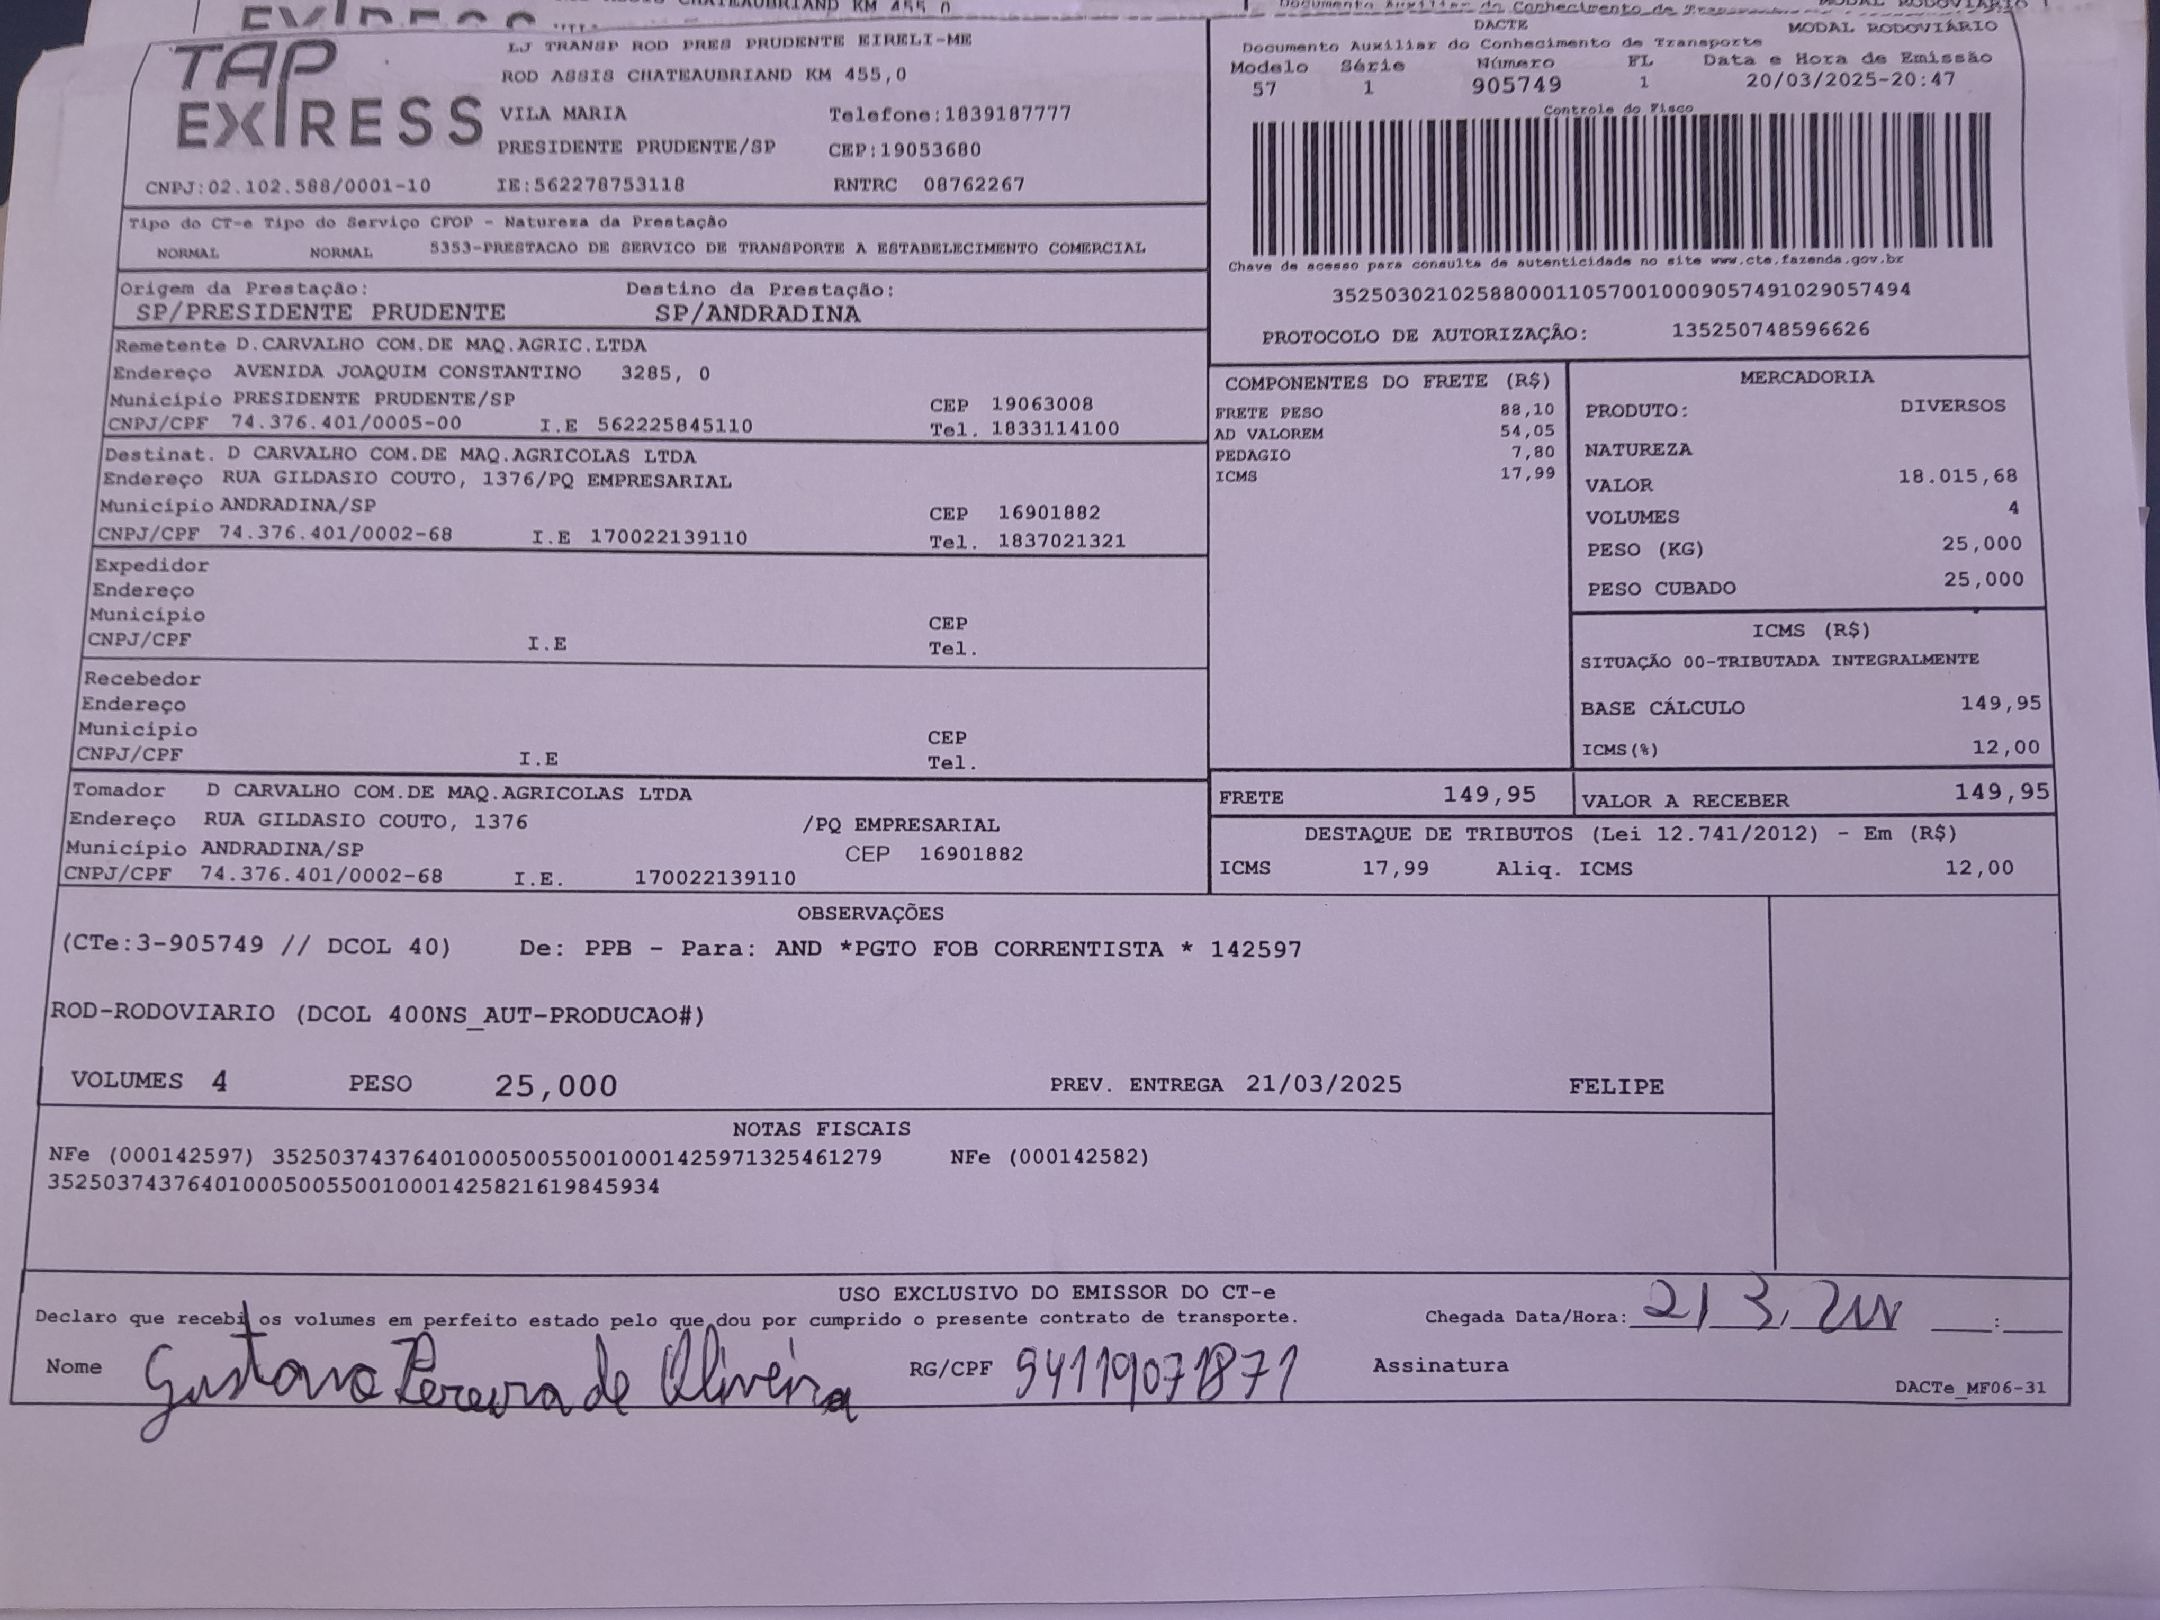 ASSIS CHATEAUBRIAND KM 455,0
Documento Auxiliar do Conhecimento de Transporte
MODAL RODOVIÁRIO
TAP EXPRESS
LJ TRANSP ROD PRES PRUDENTE EIRELI-ME
ROD ASSIS CHATEAUBRIAND KM 455,0
VILA MARIA Telefone:1839187777
PRESIDENTE PRUDENTE/SP CEP:19053680
CNPJ:02.102.588/0001-10 IE:562278753118 RNTRC 08762267
DACTE MODAL RODOVIÁRIO
Documento Auxiliar do Conhecimento de Transporte
Modelo Série Número FL Data e Hora de Emissão
57 1 905749 1 20/03/2025-20:47
Controle do Fisco
Chave de acesso para consulta de autenticidade no site www.cte.fazenda.gov.br
35250302102588000110570010009057491029057494
PROTOCOLO DE AUTORIZAÇÃO: 135250748596626
Tipo do CT-e Tipo do Serviço CFOP - Natureza da Prestação
NORMAL NORMAL 5353-PRESTACAO DE SERVICO DE TRANSPORTE A ESTABELECIMENTO COMERCIAL
Origem da Prestação: Destino da Prestação:
SP/PRESIDENTE PRUDENTE SP/ANDRADINA
Remetente D.CARVALHO COM.DE MAQ.AGRIC.LTDA
Endereço AVENIDA JOAQUIM CONSTANTINO 3285, 0
Município PRESIDENTE PRUDENTE/SP CEP 19063008
CNPJ/CPF 74.376.401/0005-00 I.E 562225845110 Tel. 1833114100
Destinat. D CARVALHO COM.DE MAQ.AGRICOLAS LTDA
Endereço RUA GILDASIO COUTO, 1376/PQ EMPRESARIAL
Município ANDRADINA/SP CEP 16901882
CNPJ/CPF 74.376.401/0002-68 I.E 170022139110 Tel. 1837021321
Expedidor
Endereço
Município CEP
CNPJ/CPF I.E Tel.
Recebedor
Endereço
Município CEP
CNPJ/CPF I.E Tel.
Tomador D CARVALHO COM.DE MAQ.AGRICOLAS LTDA
Endereço RUA GILDASIO COUTO, 1376 /PQ EMPRESARIAL
Município ANDRADINA/SP CEP 16901882
CNPJ/CPF 74.376.401/0002-68 I.E. 170022139110
COMPONENTES DO FRETE (R$)
FRETE PESO 88,10
AD VALOREM 54,05
PEDAGIO 7,80
ICMS 17,99
MERCADORIA
PRODUTO: DIVERSOS
NATUREZA
VALOR 18.015,68
VOLUMES 4
PESO (KG) 25,000
PESO CUBADO 25,000
ICMS (R$)
SITUAÇÃO 00-TRIBUTADA INTEGRALMENTE
BASE CÁLCULO 149,95
ICMS(%) 12,00
FRETE 149,95 VALOR A RECEBER 149,95
DESTAQUE DE TRIBUTOS (Lei 12.741/2012) - Em (R$)
ICMS 17,99 Aliq. ICMS 12,00
OBSERVAÇÕES
(CTe:3-905749 // DCOL 40) De: PPB - Para: AND *PGTO FOB CORRENTISTA * 142597
ROD-RODOVIARIO (DCOL 400NS_AUT-PRODUCAO#)
VOLUMES 4 PESO 25,000 PREV. ENTREGA 21/03/2025 FELIPE
NOTAS FISCAIS
NFe (000142597) 35250374376401000500550010001425971325461279 NFe (000142582)
35250374376401000500550010001425821619845934
USO EXCLUSIVO DO EMISSOR DO CT-e
Declaro que recebi os volumes em perfeito estado pelo que dou por cumprido o presente contrato de transporte. Chegada Data/Hora: 21 3 ___:___
Nome Gustavo Pereira de Oliveira RG/CPF 54119071871 Assinatura
DACTe_MF06-31